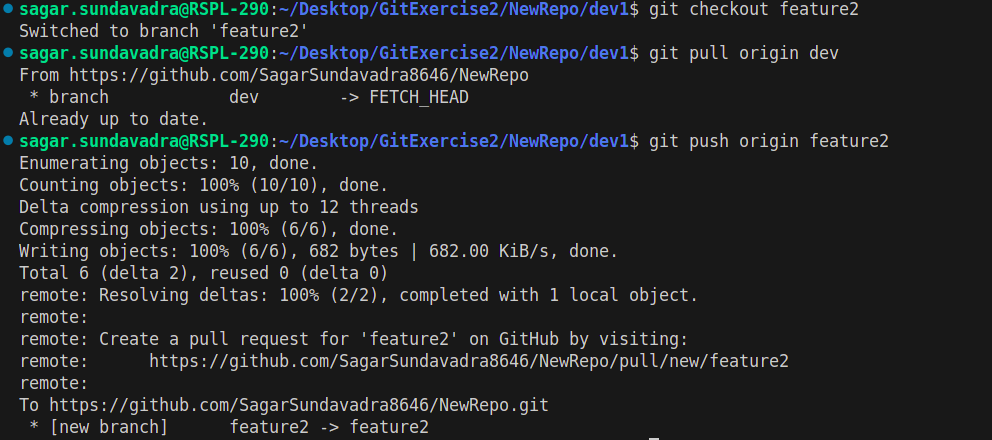 sagar.sundavadra@RSPL-290:~/Desktop/GitExercise2/NewRepo/dev1$ git checkout feature2
Switched to branch 'feature2'
sagar.sundavadra@RSPL-290:~/Desktop/GitExercise2/NewRepo/dev1$ git pull origin dev
From https://github.com/SagarSundavadra8646/NewRepo
 * branch            dev        -> FETCH_HEAD
Already up to date.
sagar.sundavadra@RSPL-290:~/Desktop/GitExercise2/NewRepo/dev1$ git push origin feature2
Enumerating objects: 10, done.
Counting objects: 100% (10/10), done.
Delta compression using up to 12 threads
Compressing objects: 100% (6/6), done.
Writing objects: 100% (6/6), 682 bytes | 682.00 KiB/s, done.
Total 6 (delta 2), reused 0 (delta 0)
remote: Resolving deltas: 100% (2/2), completed with 1 local object.
remote:
remote: Create a pull request for 'feature2' on GitHub by visiting:
remote:      https://github.com/SagarSundavadra8646/NewRepo/pull/new/feature2
remote:
To https://github.com/SagarSundavadra8646/NewRepo.git
 * [new branch]      feature2 -> feature2